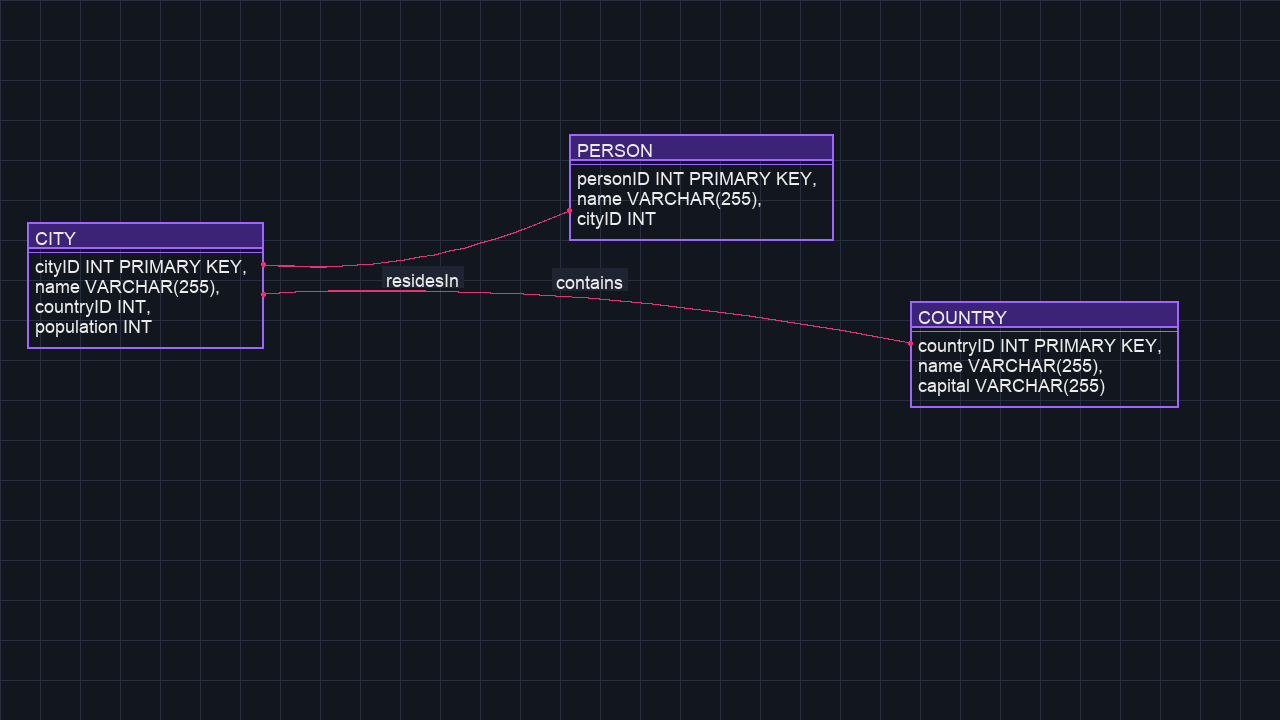 PERSON
personID INT PRIMARY KEY,
name VARCHAR(255),
cityID INT
CITY
cityID INT PRIMARY KEY,
name VARCHAR(255),
countryID INT,
population INT
residesIn
contains
COUNTRY
countryID INT PRIMARY KEY,
name VARCHAR(255),
capital VARCHAR(255)